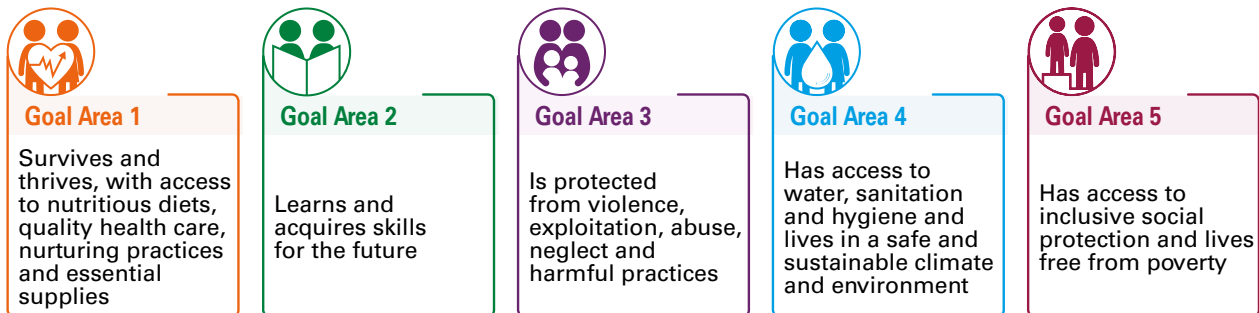 Goal Area 1
Survives and
thrives, with access
to nutritious diets,
quality health care,
nurturing practices
and essential
supplies
Goal Area 2
Learns and
acquires skills
for the future
Goal Area 3
Is protected
from violence,
exploitation, abuse,
neglect and
harmful practices
Goal Area 4
Has access to
water, sanitation
and hygiene and
lives in a safe and
sustainable climate
and environment
Goal Area 5
Has access to
inclusive social
protection and lives
free from poverty